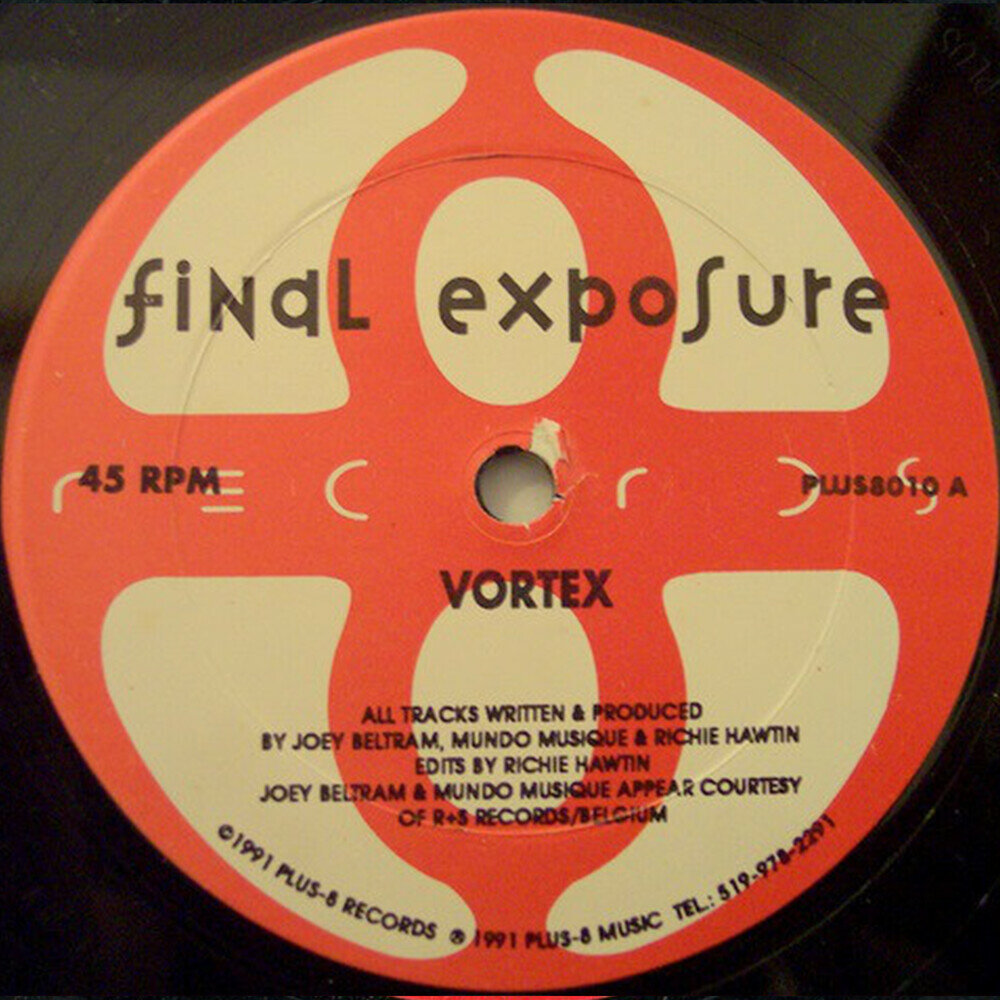 final exposure
45 RPM
records
PLUS8010 A
VORTEX
ALL TRACKS WRITTEN & PRODUCED
BY JOEY BELTRAM, MUNDO MUSIQUE & RICHIE HAWTIN
EDITS BY RICHIE HAWTIN
JOEY BELTRAM & MUNDO MUSIQUE APPEAR COURTESY
OF R+S RECORDS/BELGIUM
©1991 PLUS-8 RECORDS ℗ 1991 PLUS-8 MUSIC TEL.: 519-978-2291